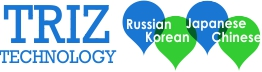 TRIZ
TECHNOLOGY
Russian
Korean
Japanese
Chinese